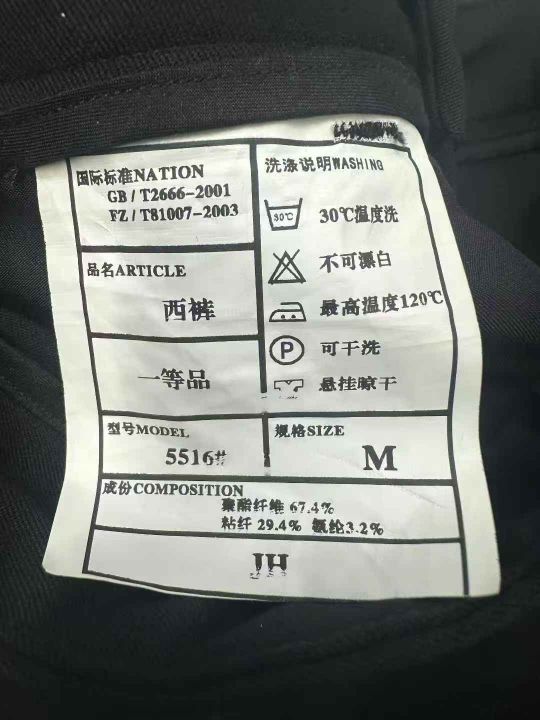 国际标准NATION
GB / T2666-2001
FZ / T81007-2003
品名ARTICLE
西裤
一等品
洗涤说明WASHING
30℃
30℃温度洗
不可漂白
最高温度120℃
P
可干洗
悬挂晾干
型号MODEL
5516#
规格SIZE
M
成份COMPOSITION
聚酯纤维 67.4%
粘纤 29.4% 氨纶3.2%
JH